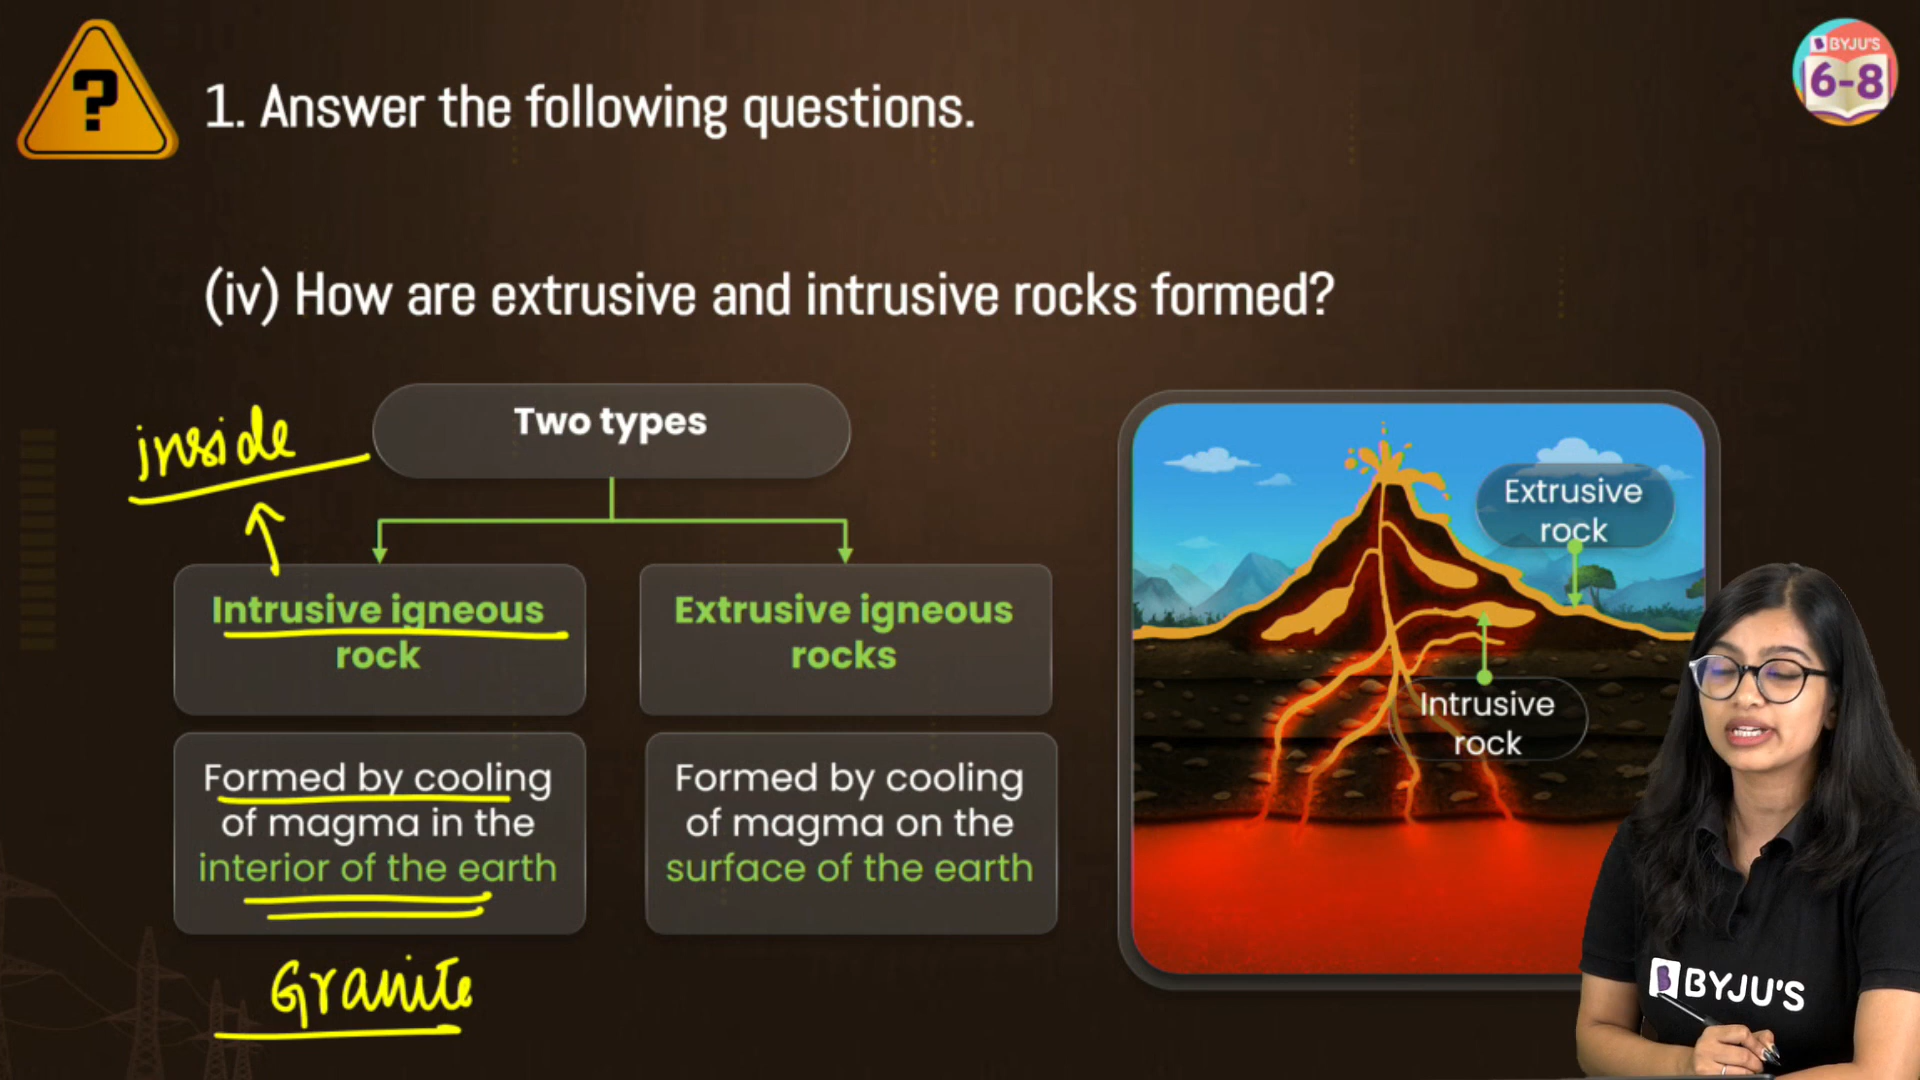 ?
BYJU'S
6-8
1. Answer the following questions.
(iv) How are extrusive and intrusive rocks formed?
inside
Two types
Intrusive igneous
rock
Extrusive igneous
rocks
Formed by cooling
of magma in the
interior of the earth
Formed by cooling
of magma on the
surface of the earth
Granite
Extrusive
rock
Intrusive
rock
BYJU'S